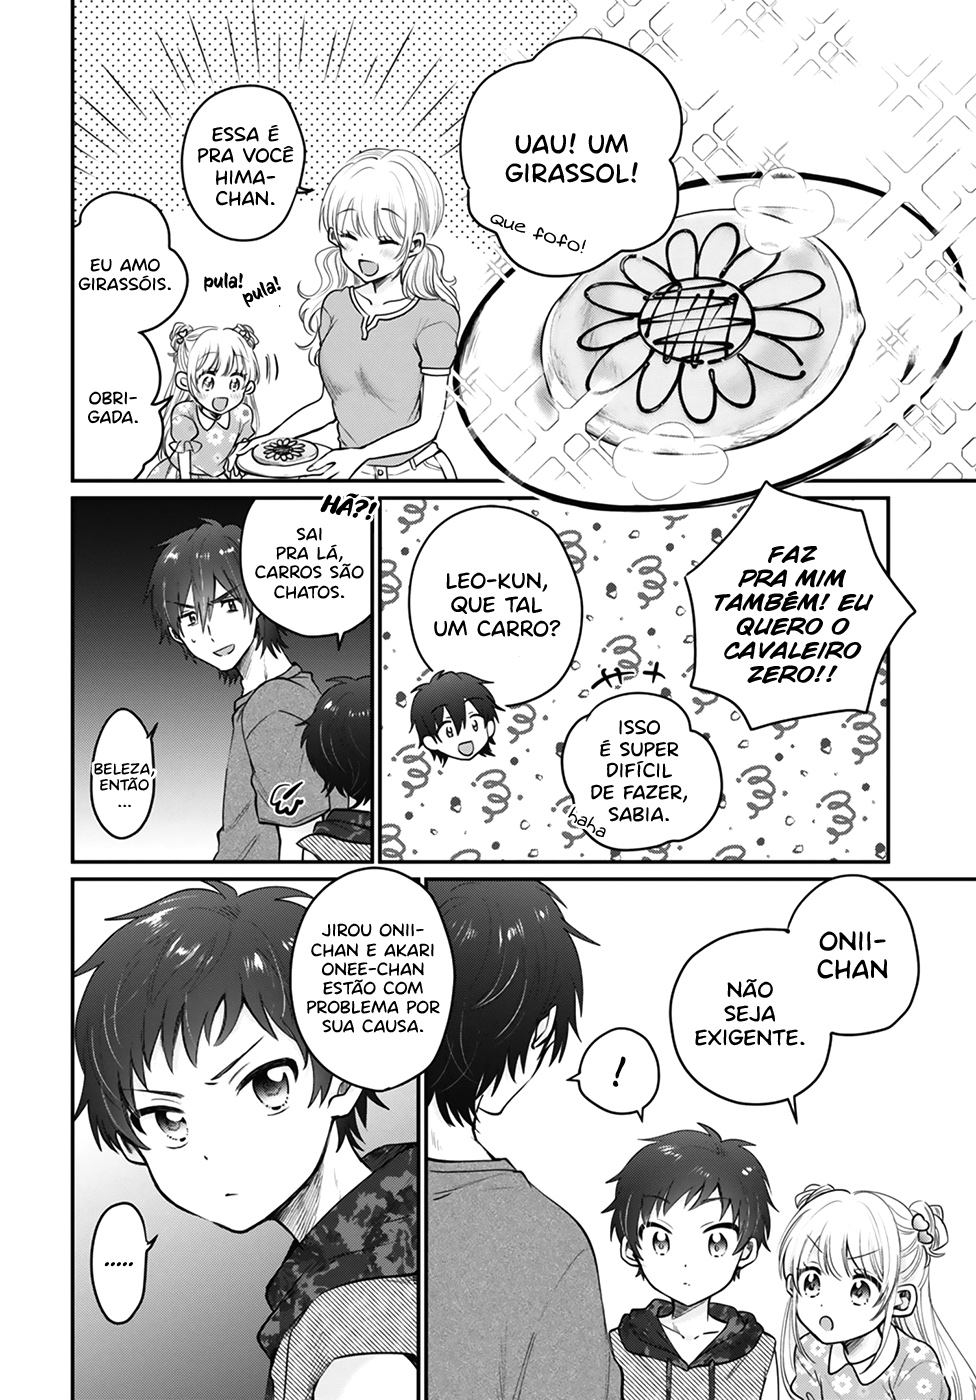 UAU! UM
GIRASSOL!
Que fofo!
ESSA É
PRA VOCÊ
HIMA-
CHAN.
pula!
pula!
EU AMO
GIRASSÓIS.
OBRI-
GADA.
FAZ
PRA MIM
TAMBÉM! EU
QUERO O
CAVALEIRO
ZERO!!
LEO-KUN,
QUE TAL
UM CARRO?
ISSO
É SUPER
DIFÍCIL
DE FAZER,
SABIA.
haha
HÃ?!
SAI
PRA LÁ,
CARROS SÃO
CHATOS.
BELEZA,
ENTÃO
...
ONII-
CHAN
NÃO
SEJA
EXIGENTE.
!
JIROU ONII-
CHAN E AKARI
ONEE-CHAN
ESTÃO COM
PROBLEMA POR
SUA CAUSA.
......